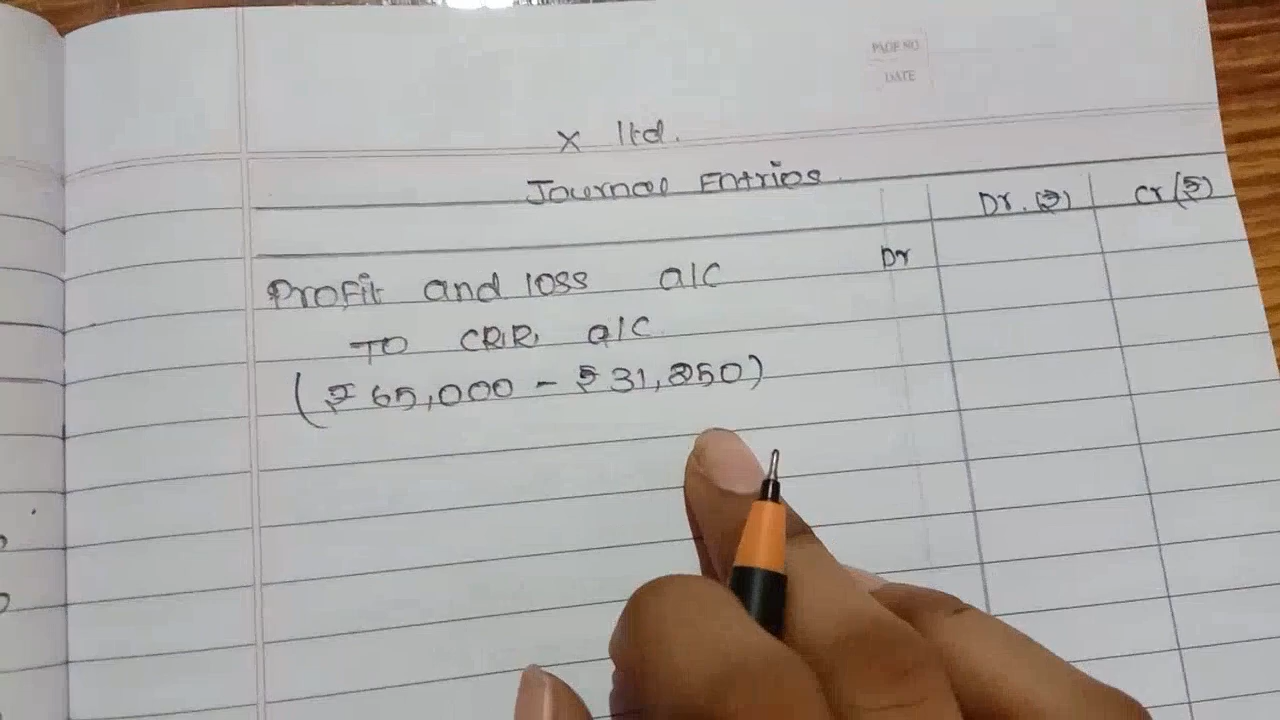 PAGE NO
DATE
X ltd.
Journal Entries
Dr. (₹) Cr (₹)
Profit and loss a/c Dr
TO CRR a/c
(₹ 65,000 - ₹ 31,250)